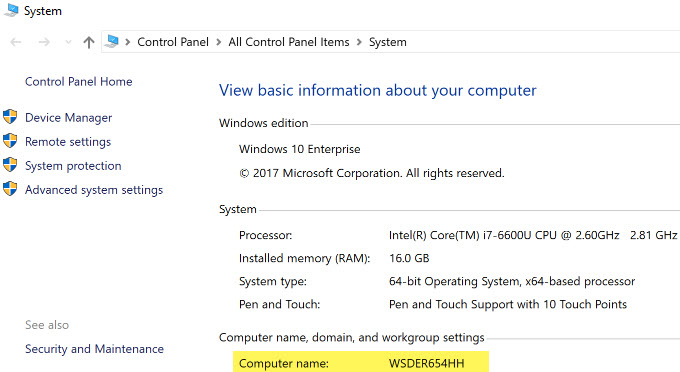 System
Control Panel > All Control Panel Items > System
Control Panel Home
Device Manager
Remote settings
System protection
Advanced system settings
See also
Security and Maintenance
View basic information about your computer
Windows edition
Windows 10 Enterprise
© 2017 Microsoft Corporation. All rights reserved.
System
Processor: Intel(R) Core(TM) i7-6600U CPU @ 2.60GHz 2.81 GHz
Installed memory (RAM): 16.0 GB
System type: 64-bit Operating System, x64-based processor
Pen and Touch: Pen and Touch Support with 10 Touch Points
Computer name, domain, and workgroup settings
Computer name: WSDER654HH